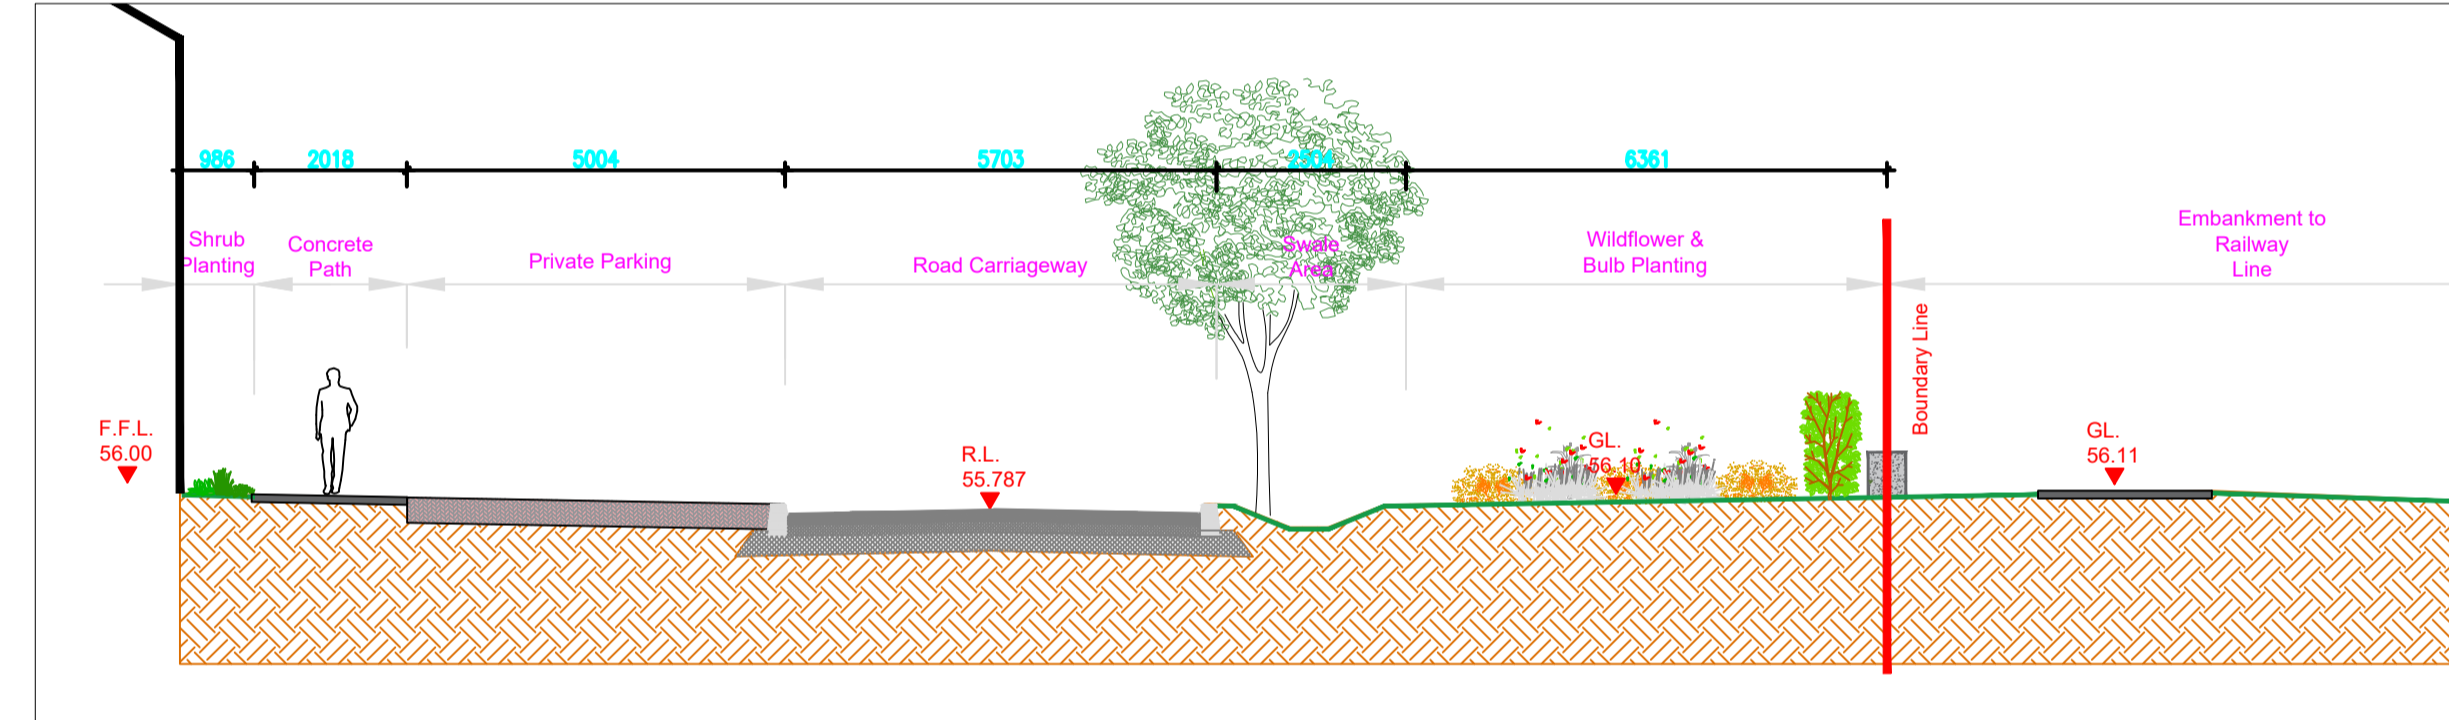 986
2018
5004
5703
2504
6361
Shrub
Planting
Concrete
Path
Private Parking
Road Carriageway
Swale
Area
Wildflower &
Bulb Planting
Embankment to
Railway
Line
Boundary Line
F.F.L.
56.00
R.L.
55.787
GL.
56.10
GL.
56.11